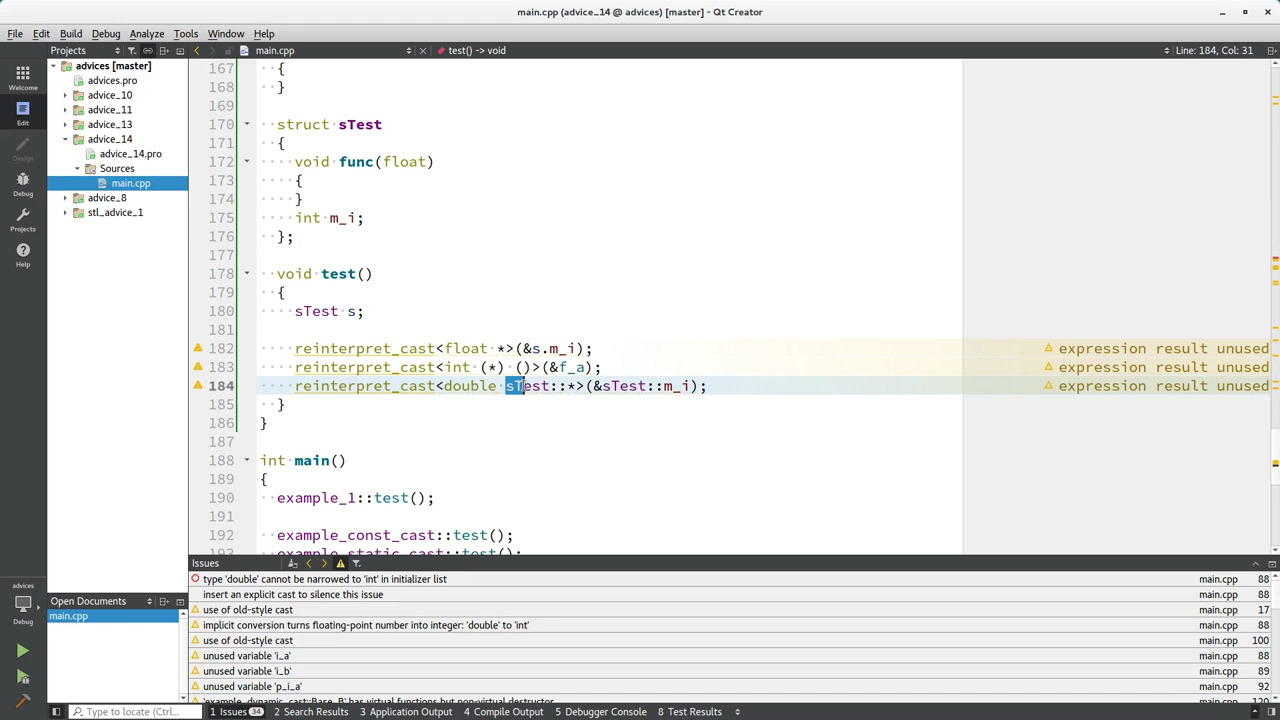 main.cpp (advice_14 @ advices) [master] - Qt Creator
File Edit Build Debug Analyze Tools Window Help
Projects
main.cpp
test() -> void
Line: 184, Col: 31
Welcome
Edit
Design
Debug
Projects
Help
advices [master]
advices.pro
advice_10
advice_11
advice_13
advice_14
advice_14.pro
Sources
main.cpp
advice_8
stl_advice_1
167 {
168 }
169
170 struct sTest
171 {
172 void func(float)
173 {
174 }
175 int m_i;
176 };
177
178 void test()
179 {
180 sTest s;
181
182 reinterpret_cast<float *>(&s.m_i); expression result unused
183 reinterpret_cast<int (*) ()>(&f_a); expression result unused
184 reinterpret_cast<double sTest::*>(&sTest::m_i); expression result unused
185 }
186 }
187
188 int main()
189 {
190 example_1::test();
191
192 example_const_cast::test();
193 example_static_cast::test();
Issues
type 'double' cannot be narrowed to 'int' in initializer list main.cpp 88
insert an explicit cast to silence this issue main.cpp 88
use of old-style cast main.cpp 17
implicit conversion turns floating-point number into integer: 'double' to 'int' main.cpp 88
use of old-style cast main.cpp 100
unused variable 'i_a' main.cpp 88
unused variable 'i_b' main.cpp 89
unused variable 'p_i_a' main.cpp 92
'example_dynamic_cast::Base_B' has virtual functions but non-virtual destructor main.cpp 120
advices
Debug
Open Documents
main.cpp
Type to locate (Ctrl...
1 Issues 34 2 Search Results 3 Application Output 4 Compile Output 5 Debugger Console 8 Test Results